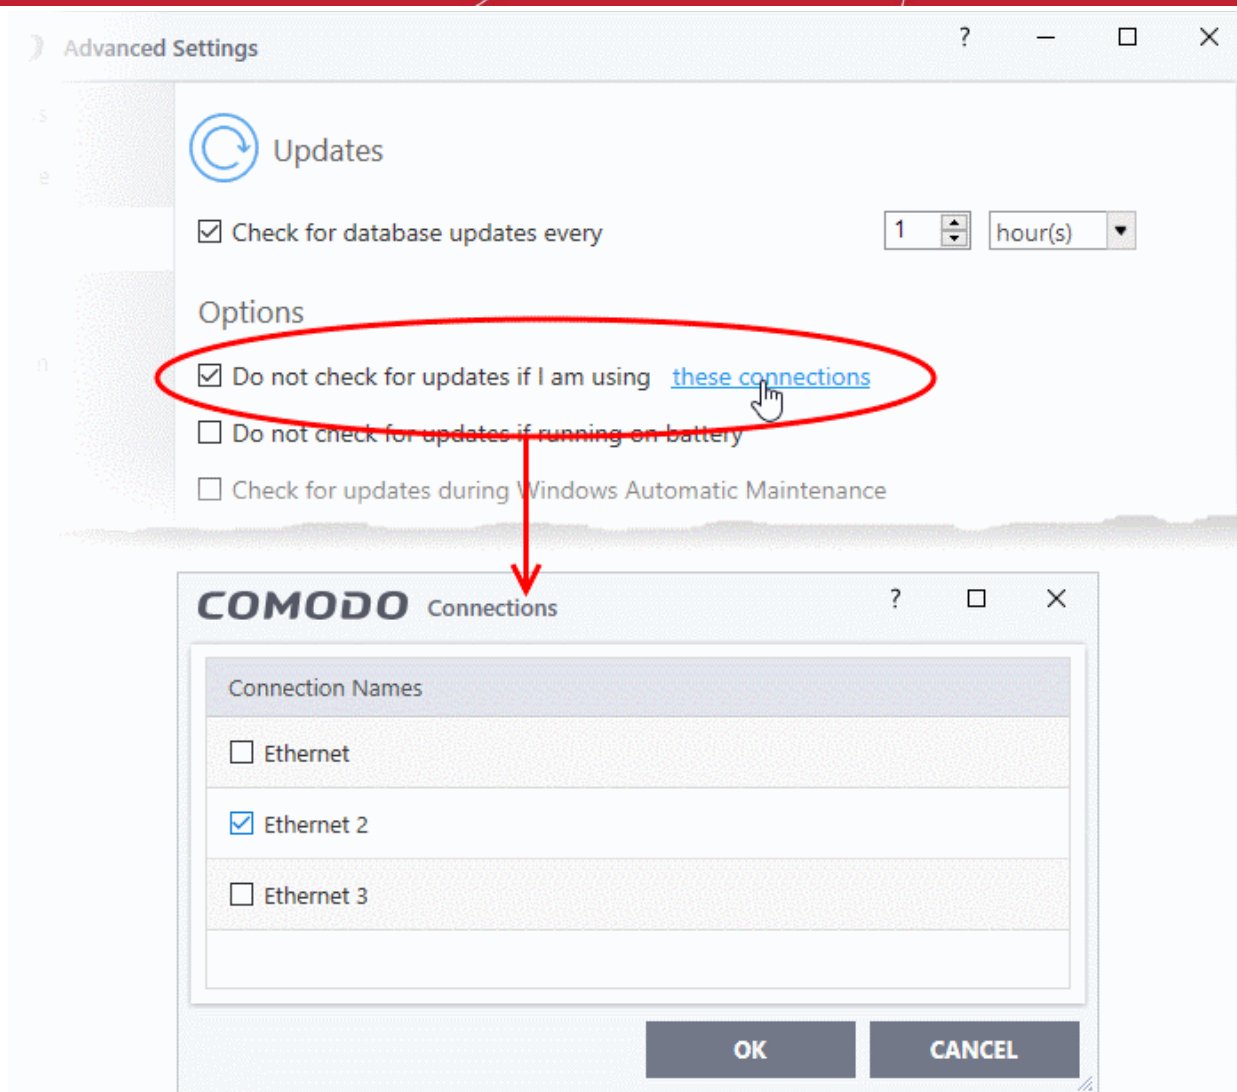 Advanced Settings
?
s
Updates
e
Check for database updates every 1 hour(s)
Options
n
Do not check for updates if I am using these connections
Do not check for updates if running on battery
Check for updates during Windows Automatic Maintenance
COMODO Connections ?
Connection Names
Ethernet
Ethernet 2
Ethernet 3
OK CANCEL